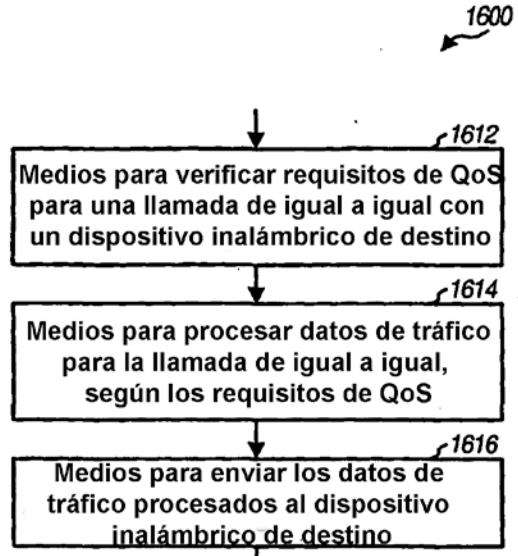 1600
1612
Medios para verificar requisitos de QoS
para una llamada de igual a igual con
un dispositivo inalámbrico de destino
1614
Medios para procesar datos de tráfico
para la llamada de igual a igual,
según los requisitos de QoS
1616
Medios para enviar los datos de
tráfico procesados al dispositivo
inalámbrico de destino